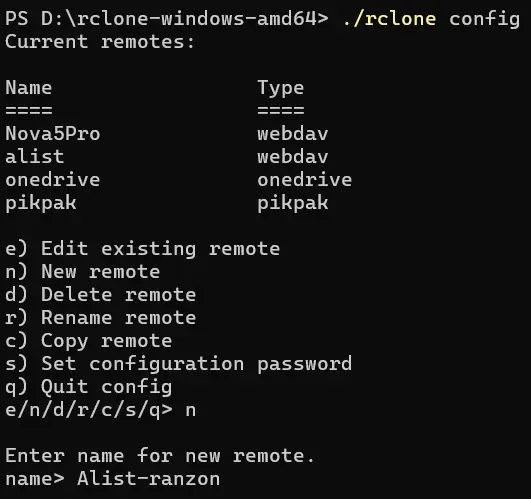 PS D:\rclone-windows-amd64> ./rclone config
Current remotes:
Name                 Type
====                 ====
Nova5Pro             webdav
alist                webdav
onedrive             onedrive
pikpak               pikpak
e) Edit existing remote
n) New remote
d) Delete remote
r) Rename remote
c) Copy remote
s) Set configuration password
q) Quit config
e/n/d/r/c/s/q> n
Enter name for new remote.
name> Alist-ranzon